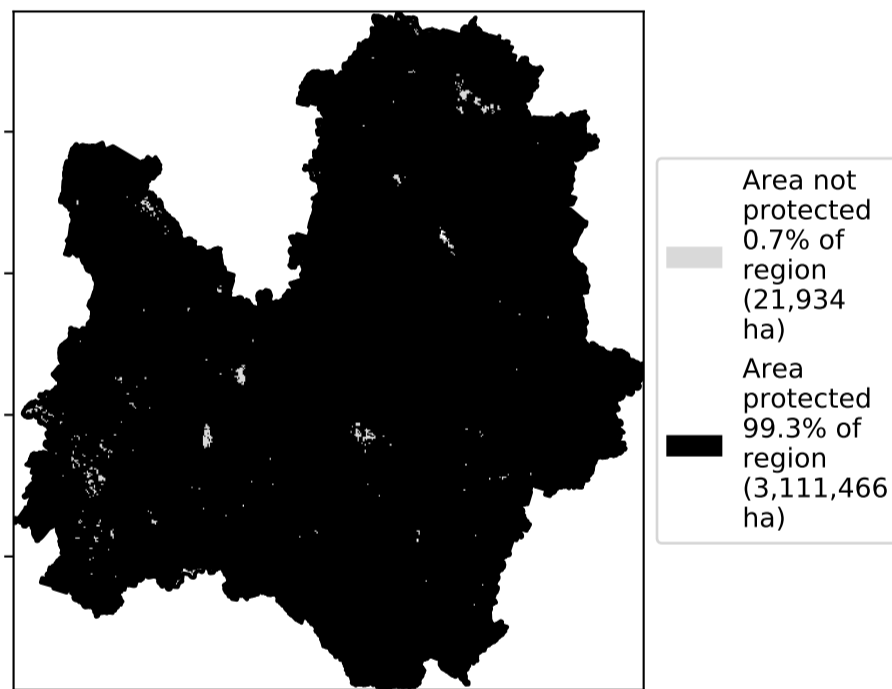 Area not
protected
0.7% of
region
(21,934
ha)
Area
protected
99.3% of
region
(3,111,466
ha)